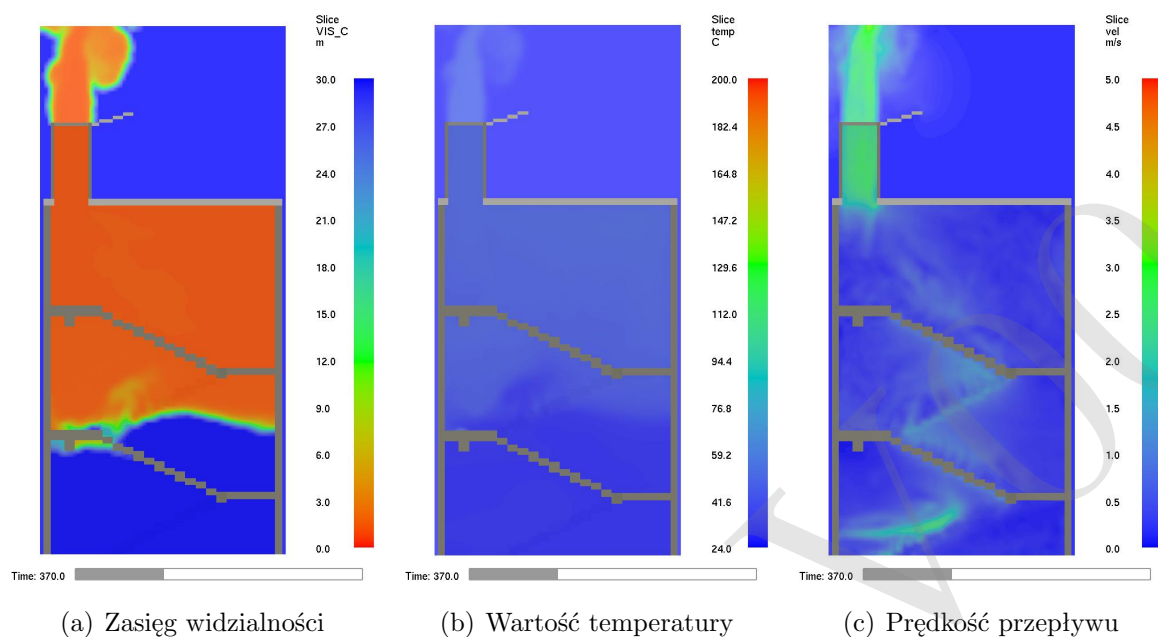 Slice
VIS_C
m
30.0
27.0
24.0
21.0
18.0
15.0
12.0
9.0
6.0
3.0
0.0
Time: 370.0
(a) Zasięg widzialności
Slice
temp
C
200.0
182.4
164.8
147.2
129.6
112.0
94.4
76.8
59.2
41.6
24.0
Time: 370.0
(b) Wartość temperatury
Slice
vel
m/s
5.0
4.5
4.0
3.5
3.0
2.5
2.0
1.5
1.0
0.5
0.0
Time: 370.0
(c) Prędkość przepływu